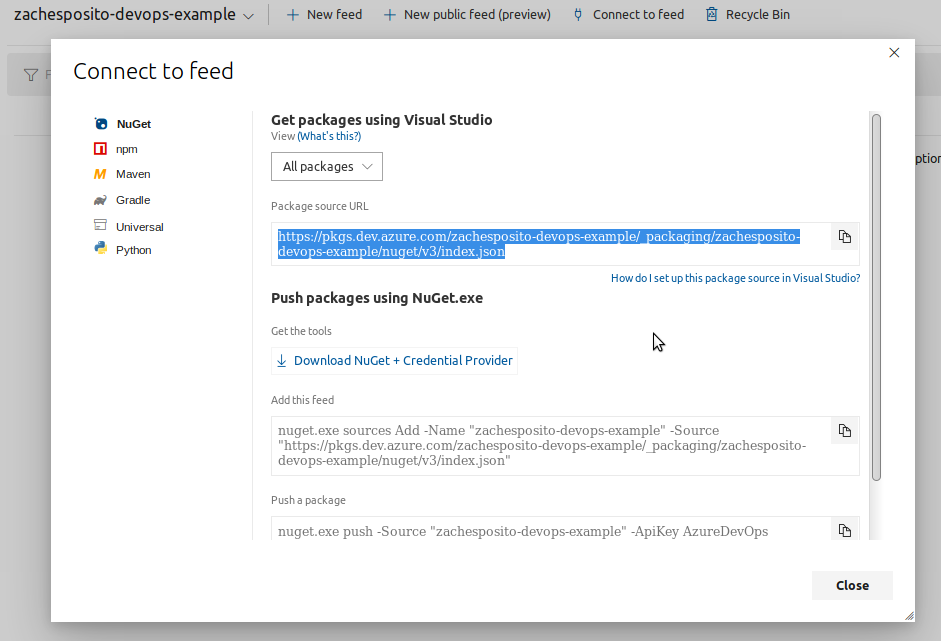 zachesposito-devops-example
New feed
New public feed (preview)
Connect to feed
Recycle Bin
Connect to feed
NuGet
npm
Maven
Gradle
Universal
Python
Get packages using Visual Studio
View (What's this?)
All packages
Package source URL
https://pkgs.dev.azure.com/zachesposito-devops-example/_packaging/zachesposito-
devops-example/nuget/v3/index.json
How do I set up this package source in Visual Studio?
Push packages using NuGet.exe
Get the tools
Download NuGet + Credential Provider
Add this feed
nuget.exe sources Add -Name "zachesposito-devops-example" -Source
"https://pkgs.dev.azure.com/zachesposito-devops-example/_packaging/zachesposito-
devops-example/nuget/v3/index.json"
Push a package
nuget.exe push -Source "zachesposito-devops-example" -ApiKey AzureDevOps
Close